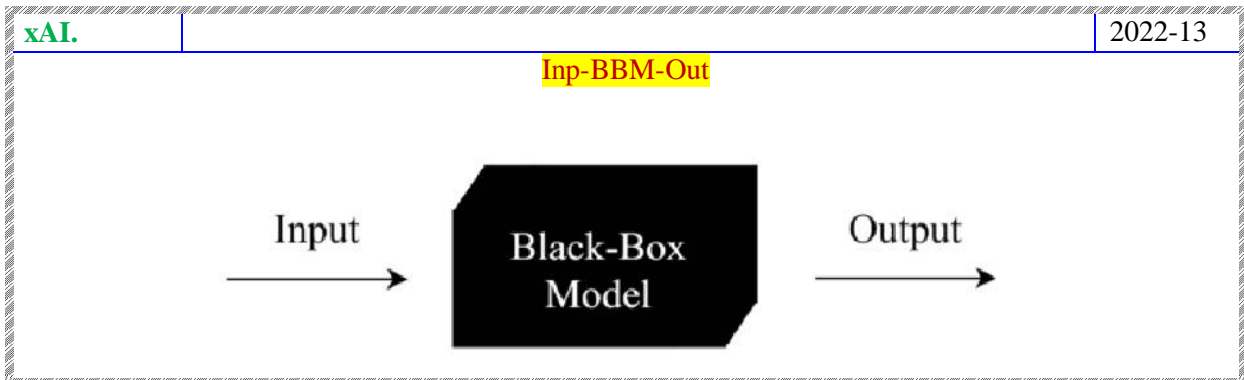 xAI. 2022-13
Inp-BBM-Out
Input
Black-Box
Model
Output